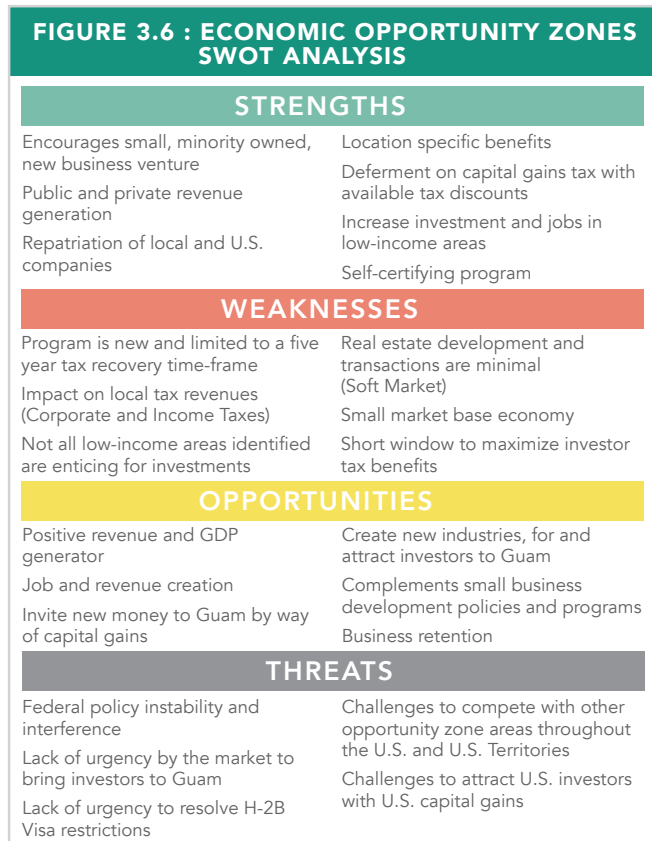 FIGURE 3.6 : ECONOMIC OPPORTUNITY ZONES
SWOT ANALYSIS
STRENGTHS
Encourages small, minority owned,
new business venture
Public and private revenue
generation
Repatriation of local and U.S.
companies
Location specific benefits
Deferment on capital gains tax with
available tax discounts
Increase investment and jobs in
low-income areas
Self-certifying program
WEAKNESSES
Program is new and limited to a five
year tax recovery time-frame
Impact on local tax revenues
(Corporate and Income Taxes)
Not all low-income areas identified
are enticing for investments
Real estate development and
transactions are minimal
(Soft Market)
Small market base economy
Short window to maximize investor
tax benefits
OPPORTUNITIES
Positive revenue and GDP
generator
Job and revenue creation
Invite new money to Guam by way
of capital gains
Create new industries, for and
attract investors to Guam
Complements small business
development policies and programs
Business retention
THREATS
Federal policy instability and
interference
Lack of urgency by the market to
bring investors to Guam
Lack of urgency to resolve H-2B
Visa restrictions
Challenges to compete with other
opportunity zone areas throughout
the U.S. and U.S. Territories
Challenges to attract U.S. investors
with U.S. capital gains